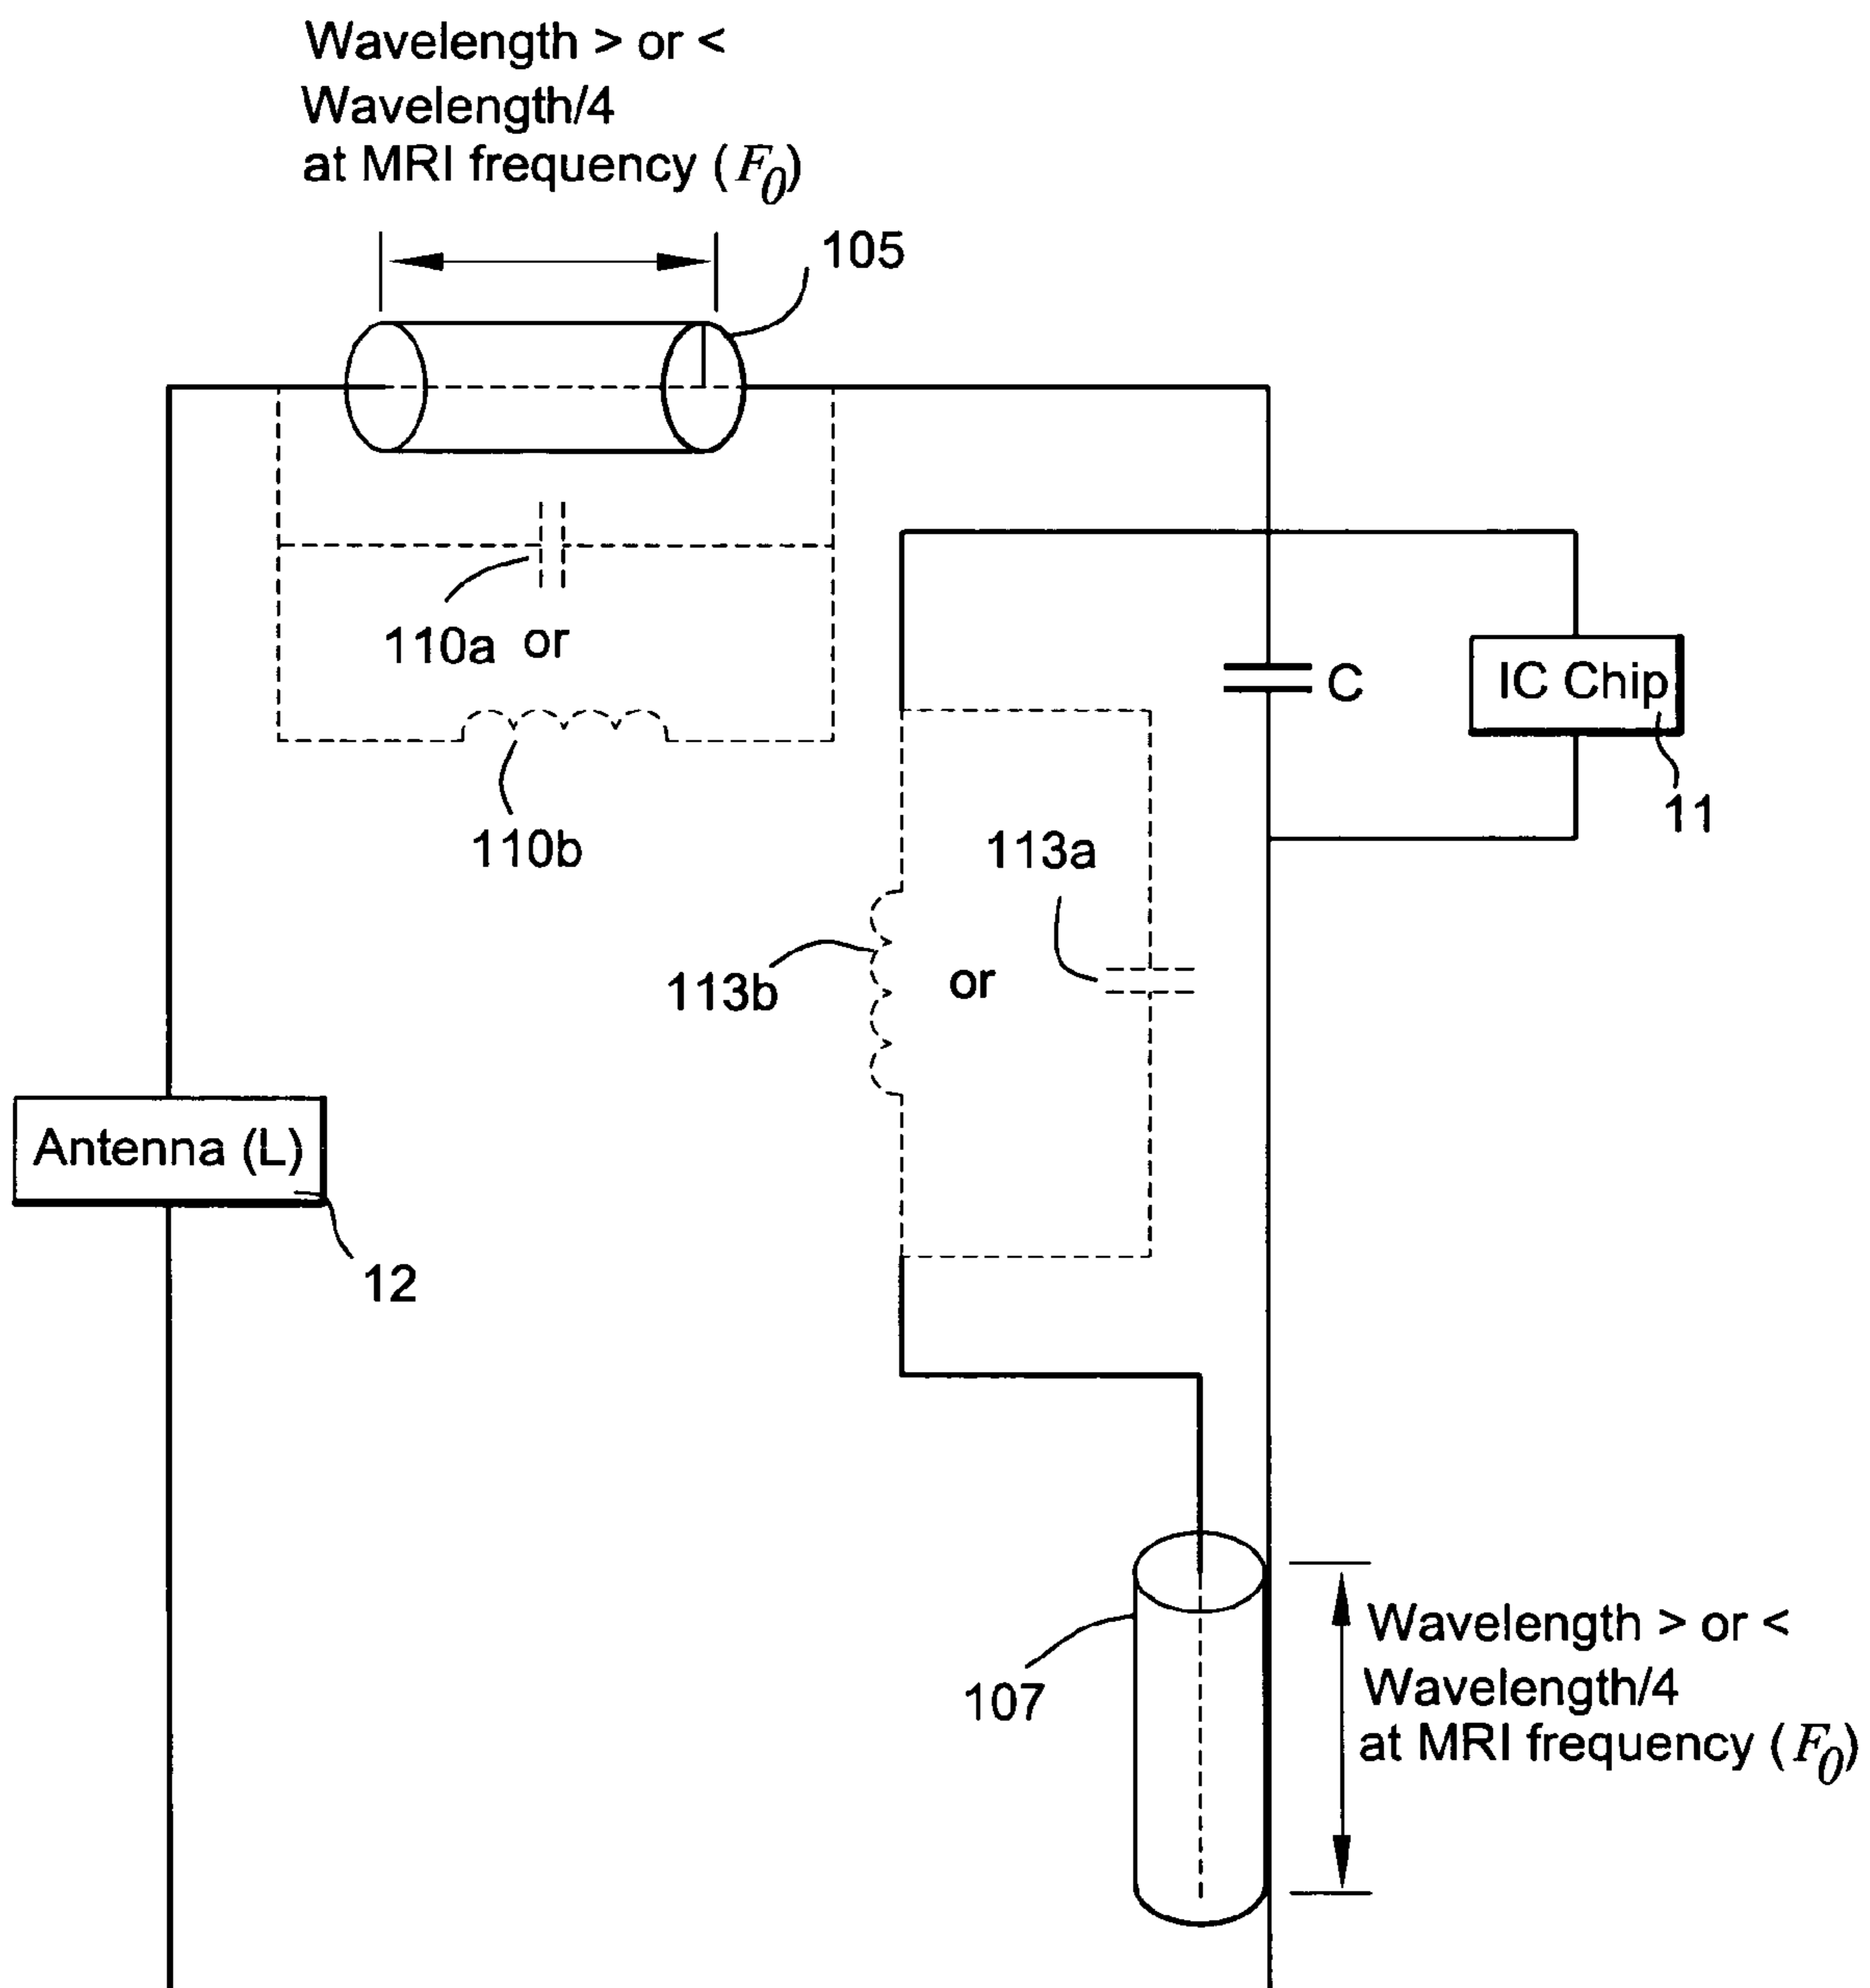 Wavelength > or <
Wavelength/4
at MRI frequency (F0)
105
110a or
C
IC Chip
11
110b
113a
113b
or
Antenna (L)
12
107
Wavelength > or <
Wavelength/4
at MRI frequency (F0)